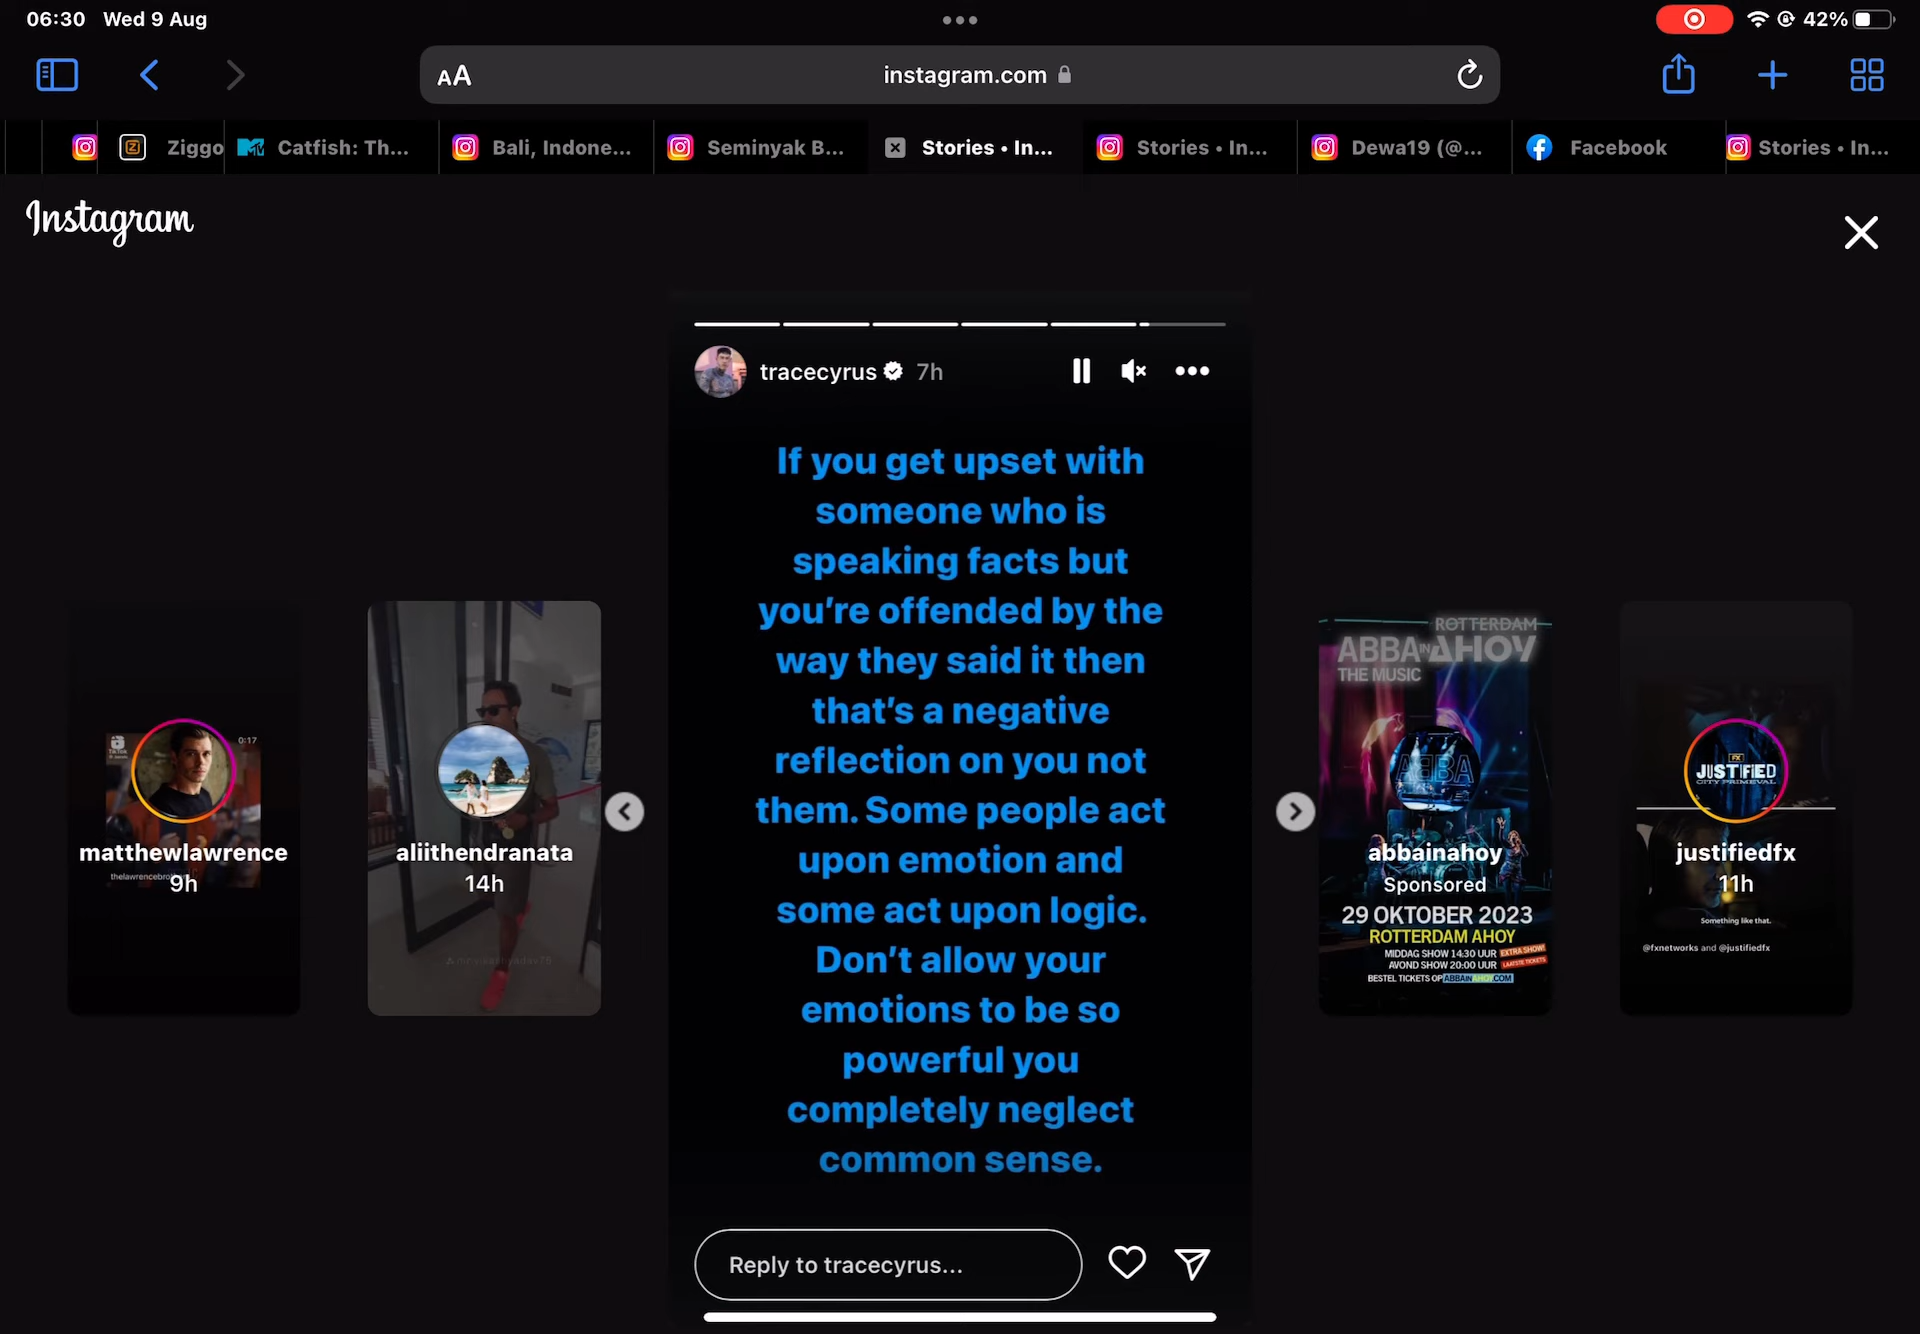 06:30 Wed 9 Aug
42%
AA
instagram.com
Ziggo
Catfish: Th...
Bali, Indone...
Seminyak B...
Stories • In...
Stories • In...
Dewa19 (@...
Facebook
Stories • In...
Instagram
tracecyrus 7h
If you get upset with
someone who is
speaking facts but
you’re offended by the
way they said it then
that’s a negative
reflection on you not
them. Some people act
upon emotion and
some act upon logic.
Don’t allow your
emotions to be so
powerful you
completely neglect
common sense.
Reply to tracecyrus...
0:17
matthewlawrence
9h
aliithendranata
14h
ROTTERDAM
ABBA IN AHOY
THE MUSIC
ABBA
abbainahoy
Sponsored
29 OKTOBER 2023
ROTTERDAM AHOY
MIDDAG SHOW 14:30 UUR EXTRA SHOW!
AVOND SHOW 20:00 UUR LAATSTE TICKETS
BESTEL TICKETS OP ABBAINAHOY.COM
FX
JUSTIFIED
CITY PRIMEVAL
justifiedfx
11h
Something like that.
@fxnetworks and @justifiedfx